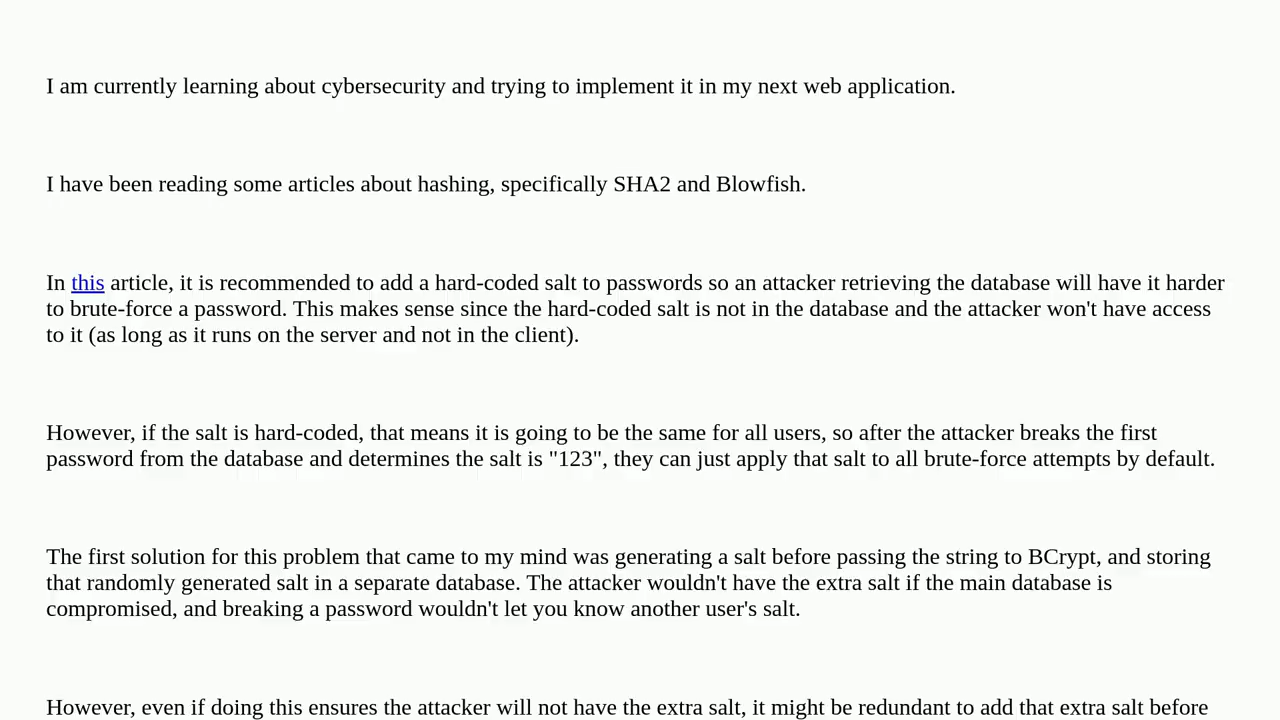 I am currently learning about cybersecurity and trying to implement it in my next web application.
I have been reading some articles about hashing, specifically SHA2 and Blowfish.
In this article, it is recommended to add a hard-coded salt to passwords so an attacker retrieving the database will have it harder
to brute-force a password. This makes sense since the hard-coded salt is not in the database and the attacker won't have access
to it (as long as it runs on the server and not in the client).
However, if the salt is hard-coded, that means it is going to be the same for all users, so after the attacker breaks the first
password from the database and determines the salt is "123", they can just apply that salt to all brute-force attempts by default.
The first solution for this problem that came to my mind was generating a salt before passing the string to BCrypt, and storing
that randomly generated salt in a separate database. The attacker wouldn't have the extra salt if the main database is
compromised, and breaking a password wouldn't let you know another user's salt.
However, even if doing this ensures the attacker will not have the extra salt, it might be redundant to add that extra salt before